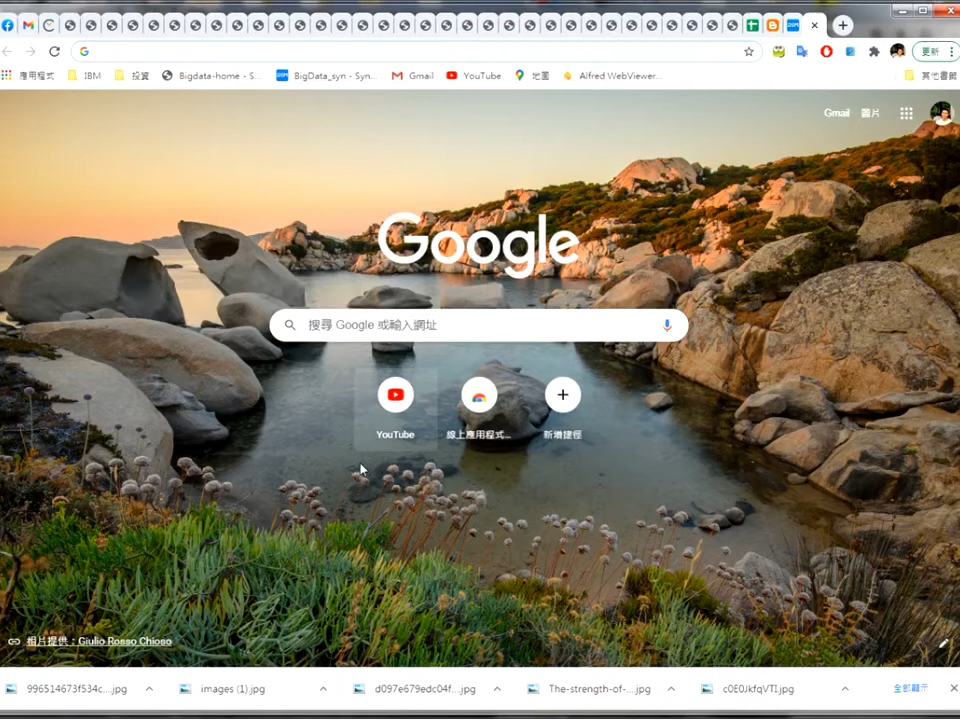 更新
應用程式
IBM
投資
Bigdata-home - S...
DSM
BigData_syn - Syn...
Gmail
YouTube
地圖
Alfred WebViewer...
其他書籤
Gmail
圖片
Google
搜尋 Google 或輸入網址
YouTube
線上應用程式...
新增捷徑
相片提供：Giulio Rosso Chioso
996514673f534c....jpg
images (1).jpg
d097e679edc04f....jpg
The-strength-of-....jpg
c0E0JkfqVTI.jpg
全部顯示